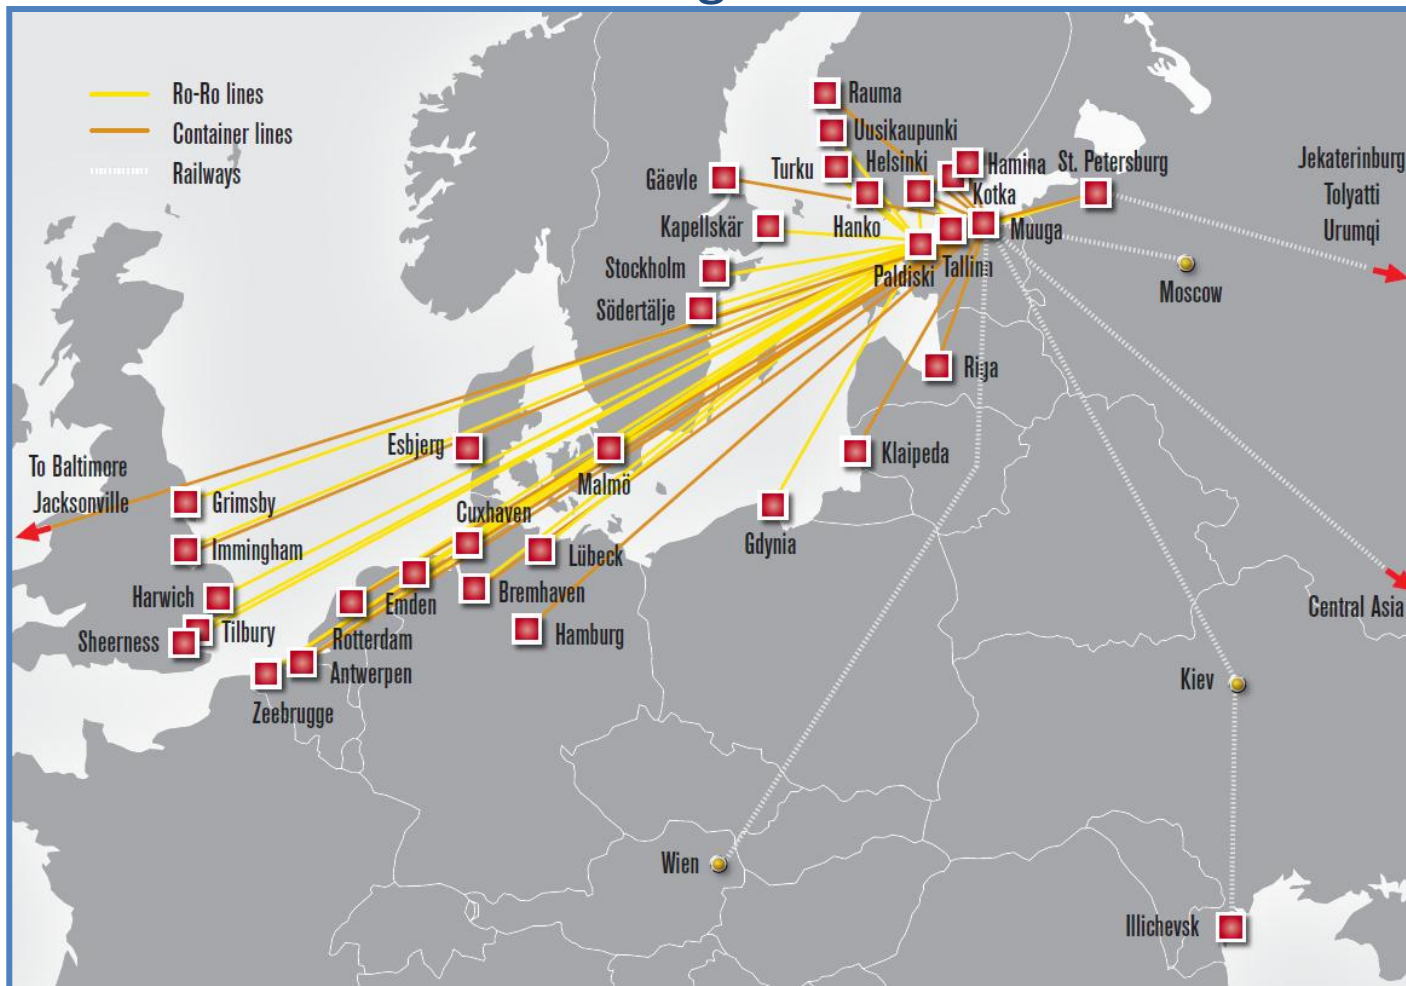 Ro-Ro lines
Container lines
Railways
Rauma
Uusikaupunki
Turku
Helsinki
Hamina
St. Petersburg
Jekaterinburg
Tolyatti
Urumqi
Gäevle
Kotka
Kapellskär
Hanko
Muuga
Stockholm
Paldiski
Tallinn
Moscow
Södertälje
Riga
Esbjerg
Klaipeda
To Baltimore
Jacksonville
Malmö
Grimsby
Cuxhaven
Gdynia
Immingham
Lübeck
Harwich
Emden
Bremhaven
Central Asia
Tilbury
Sheerness
Rotterdam
Hamburg
Antwerpen
Kiev
Zeebrugge
Wien
Illichevsk